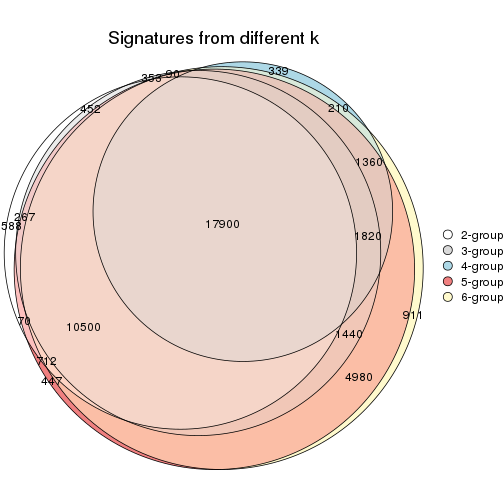 Signatures from different k
339
353
90
452
210
1360
267
588
17900
1820
2-group
3-group
4-group
5-group
6-group
911
70
10500
1440
712
447
4980